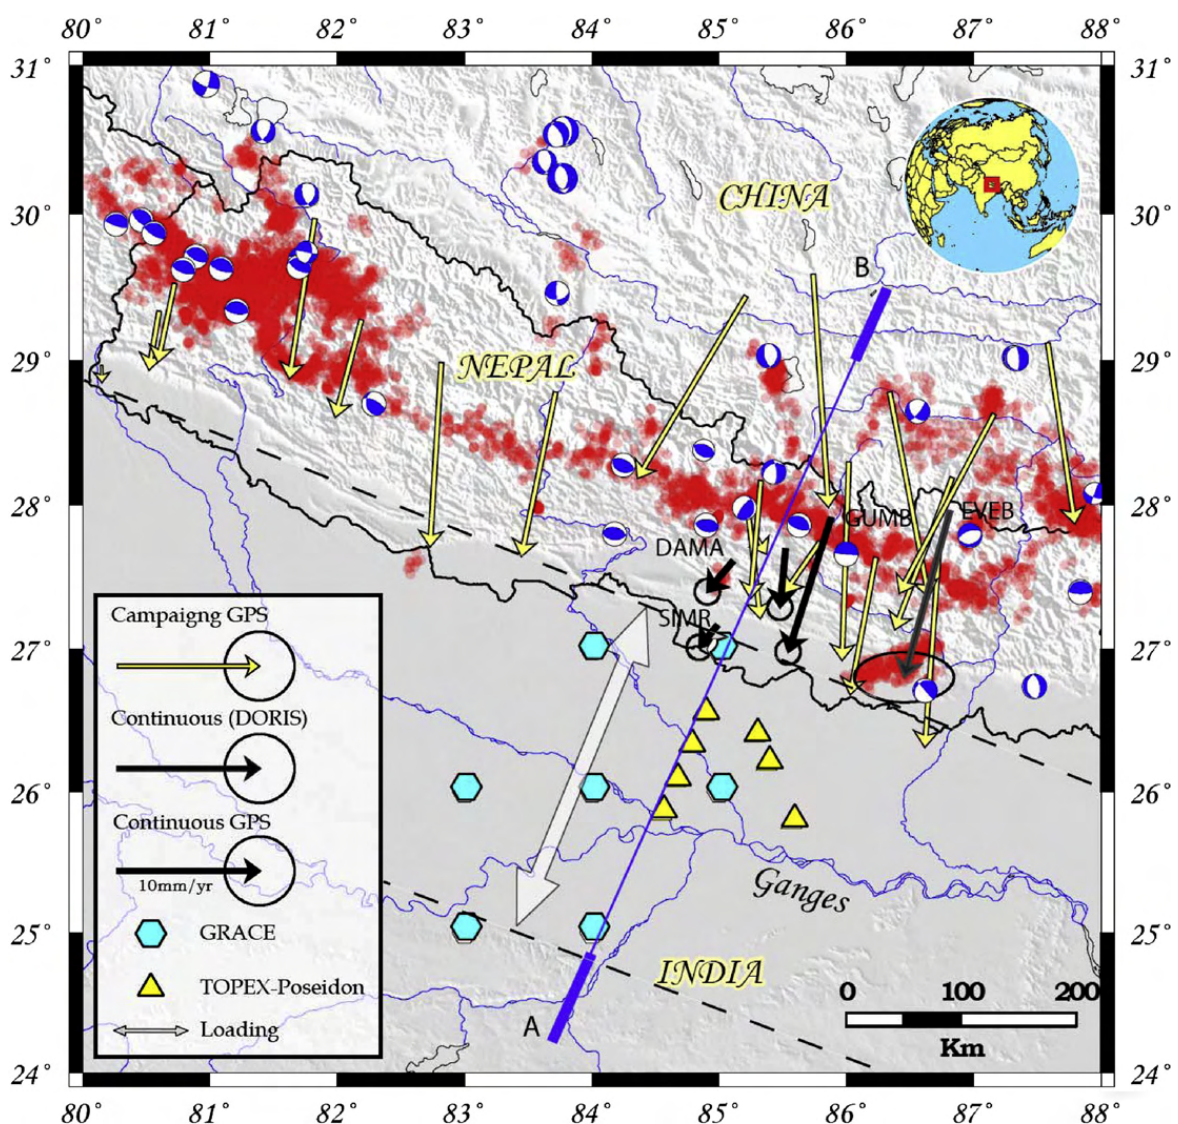 80° 81° 82° 83° 84° 85° 86° 87° 88°
31° 31°
30° 30°
29° 29°
28° 28°
27° 27°
26° 26°
25° 25°
24° 24°
CHINA
B
NEPAL
GUMB
EVEB
DAMA
SIMR
Campaigng GPS
Continuous (DORIS)
Continuous GPS
10mm/yr
GRACE
TOPEX-Poseidon
Loading
Ganges
INDIA
A
0 100 200
Km
80° 81° 82° 83° 84° 85° 86° 87° 88°